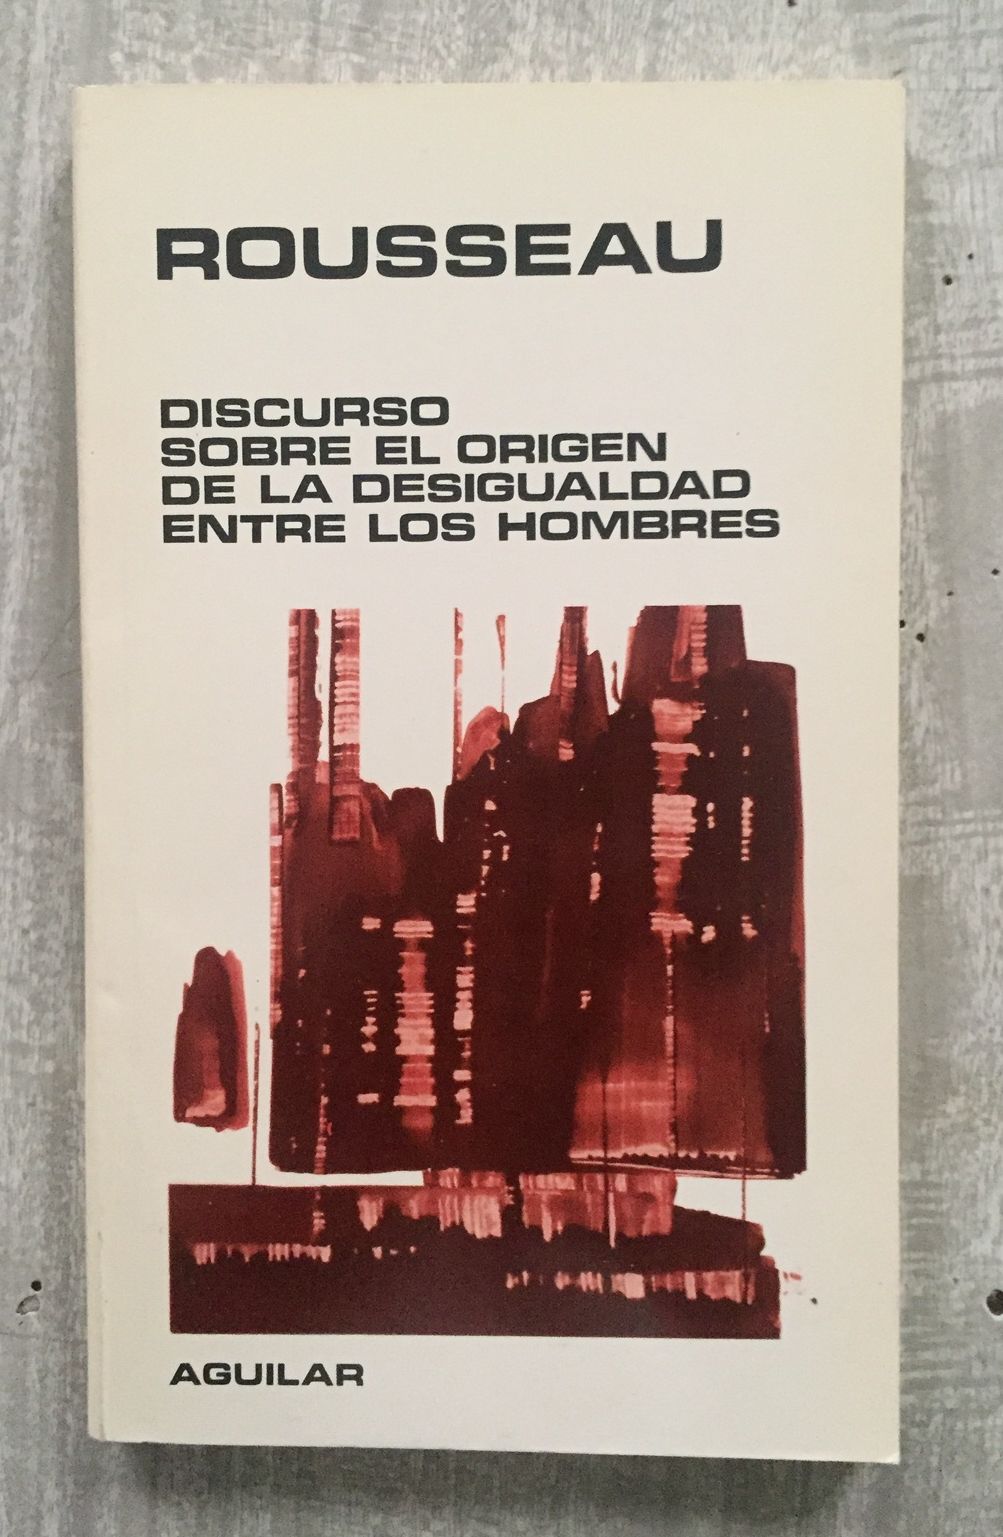 ROUSSEAU
DISCURSO
SOBRE EL ORIGEN
DE LA DESIGUALDAD
ENTRE LOS HOMBRES
AGUILAR